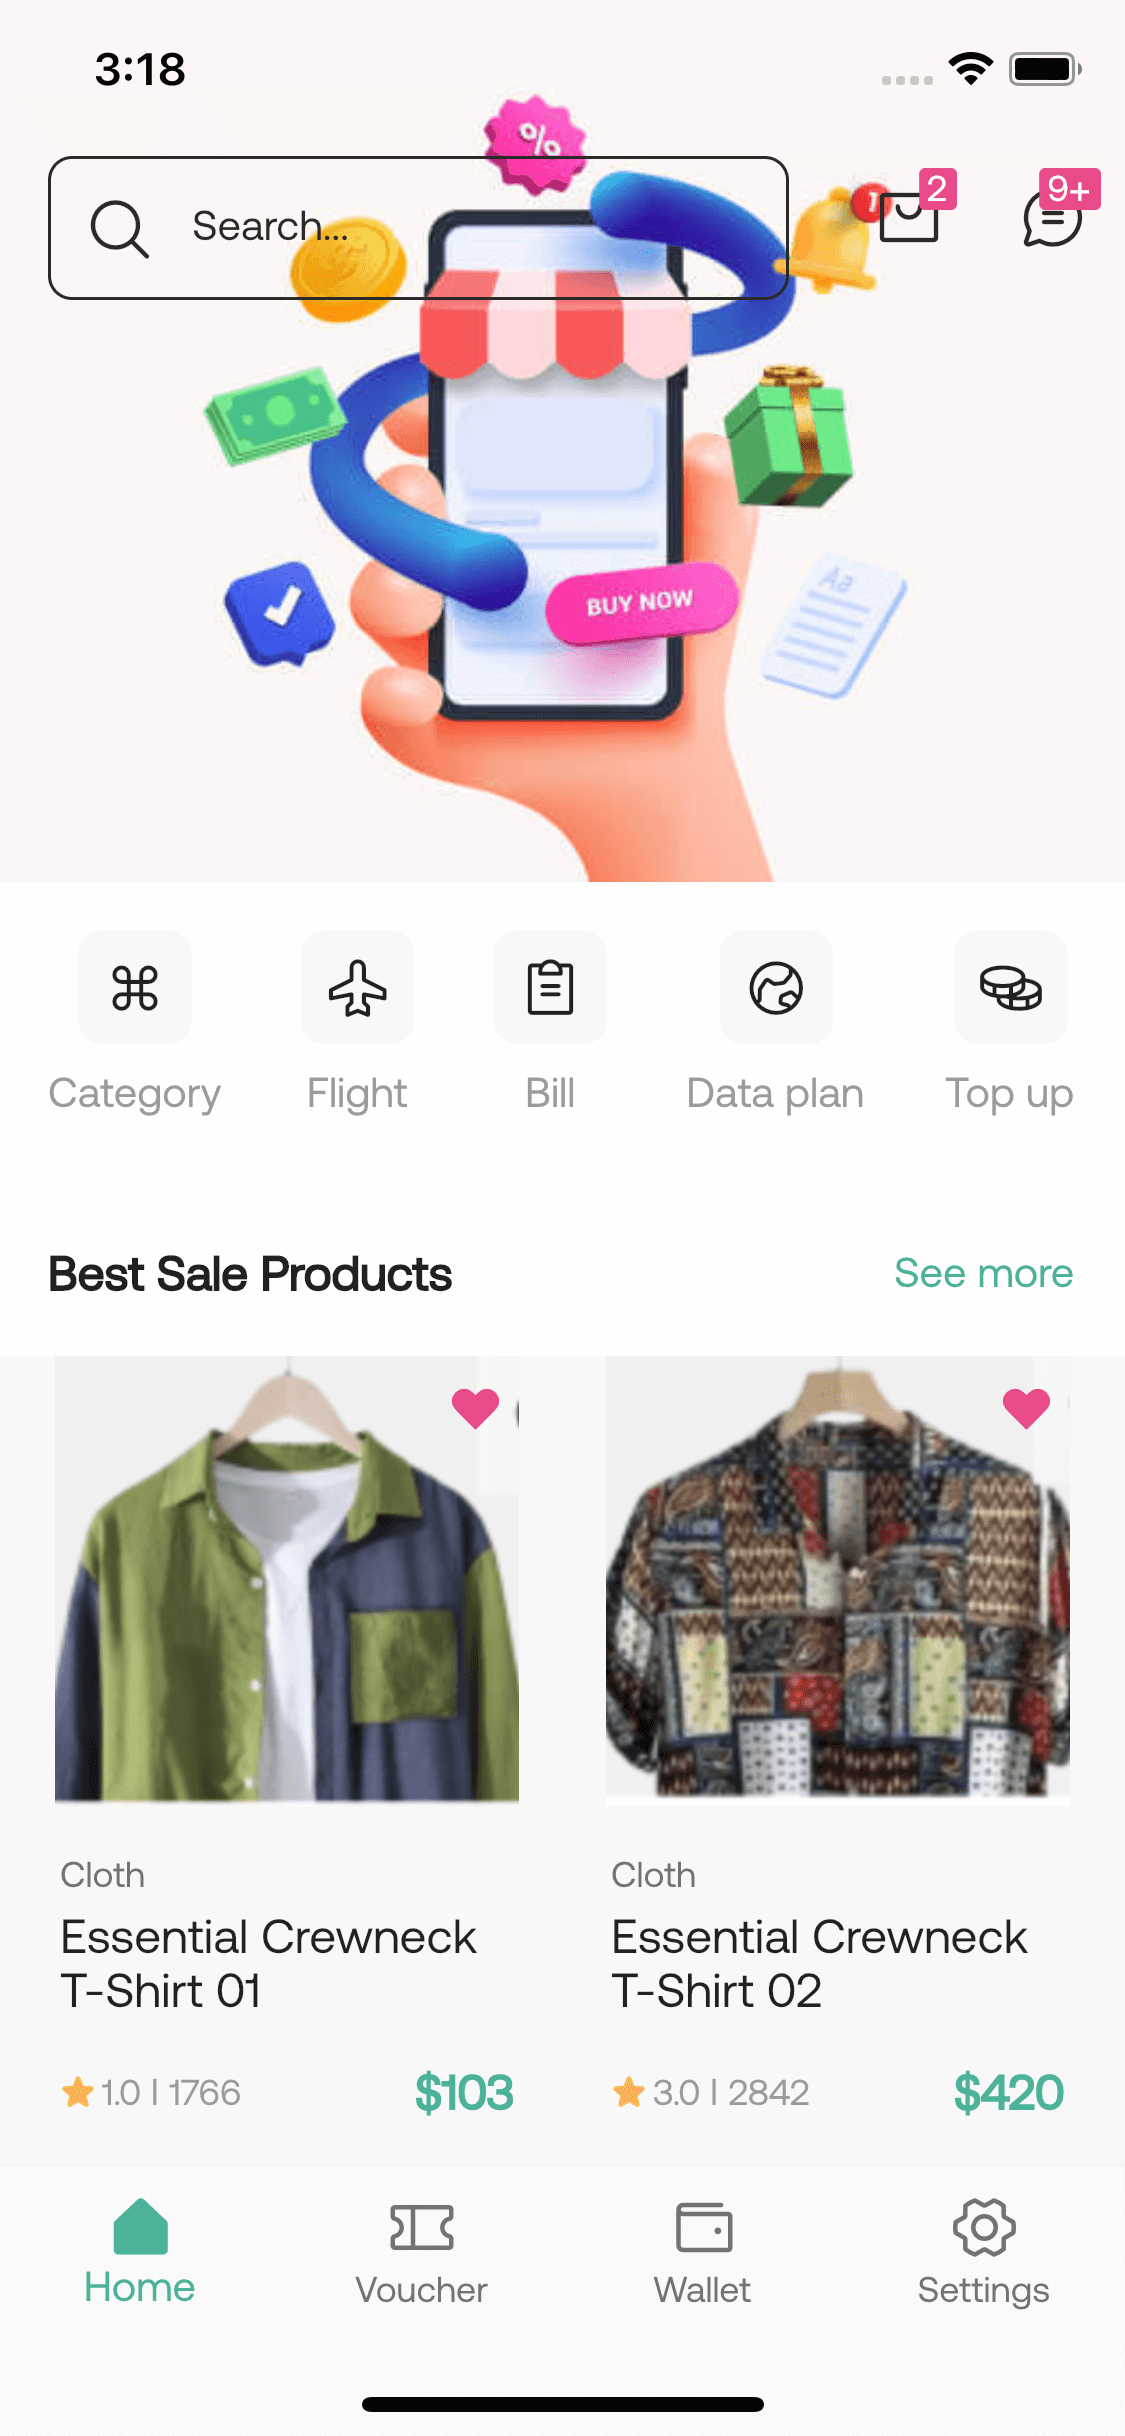 3:18
%
Search...
1
2
9+
BUY NOW
Aa
Category
Flight
Bill
Data plan
Top up
Best Sale Products
See more
Cloth
Essential Crewneck
T-Shirt 01
1.0 | 1766
$103
Cloth
Essential Crewneck
T-Shirt 02
3.0 | 2842
$420
Home
Voucher
Wallet
Settings